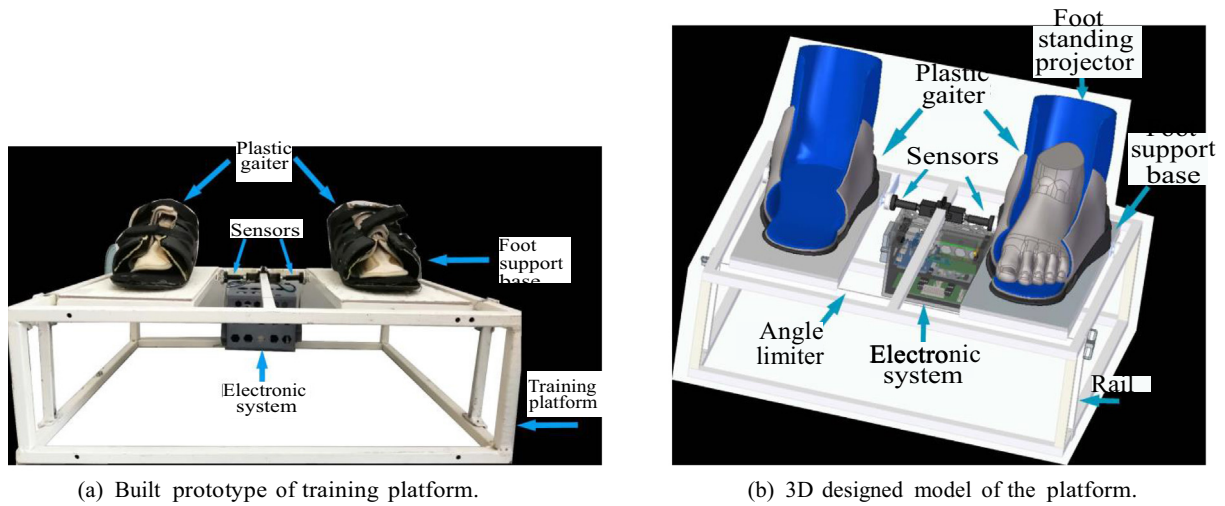 Plastic
gaiter
Sensors
Foot
support
base
Electronic
system
Training
platform
(a) Built prototype of training platform.
Foot
standing
projector
Plastic
gaiter
Sensors
Foot
support
base
Angle
limiter
Electronic
system
Rail
(b) 3D designed model of the platform.